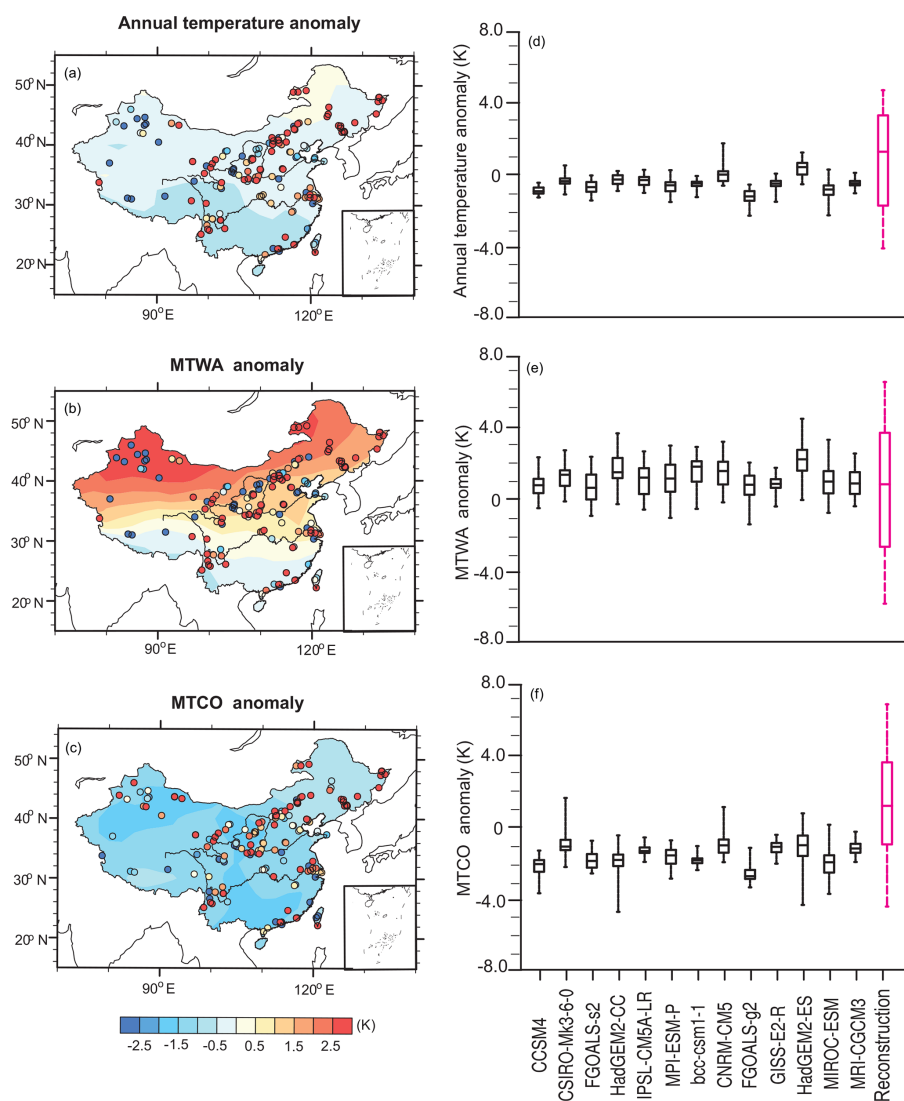 Annual temperature anomaly
(a)
50° N
40° N
30° N
20° N
90° E
120° E
MTWA anomaly
(b)
50° N
40° N
30° N
20° N
90° E
120° E
MTCO anomaly
(c)
50° N
40° N
30° N
20° N
90° E
120° E
-2.5 -1.5 -0.5 0.5 1.5 2.5 (K)
(d)
Annual temperature anomaly (K)
8.0
4.0
0
-4.0
-8.0
(e)
MTWA anomaly (K)
8.0
4.0
0
-4.0
-8.0
(f)
MTCO anomaly (K)
8.0
4.0
0
-4.0
-8.0
CCSM4
CSIRO-Mk3-6-0
FGOALS-s2
HadGEM2-CC
IPSL-CM5A-LR
MPI-ESM-P
bcc-csm1-1
CNRM-CM5
FGOALS-g2
GISS-E2-R
HadGEM2-ES
MIROC-ESM
MRI-CGCM3
Reconstruction